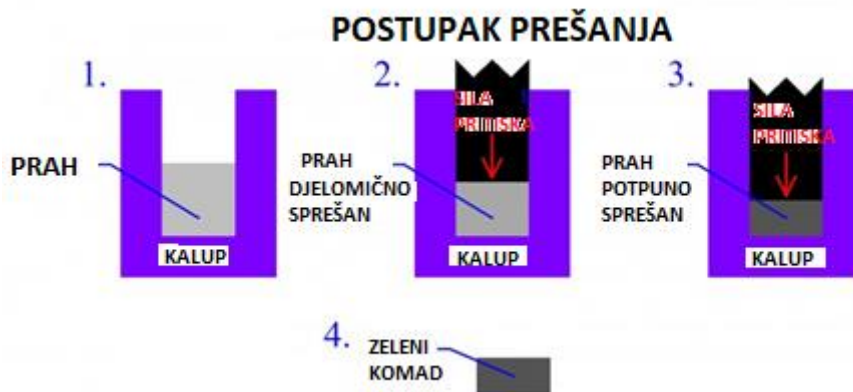 POSTUPAK PREŠANJA
1.
PRAH
KALUP
2.
SILA
PRITISKA
PRAH
DJELOMIČNO
SPREŠAN
KALUP
3.
SILA
PRITISKA
PRAH
POTPUNO
SPREŠAN
KALUP
4.
ZELENI
KOMAD